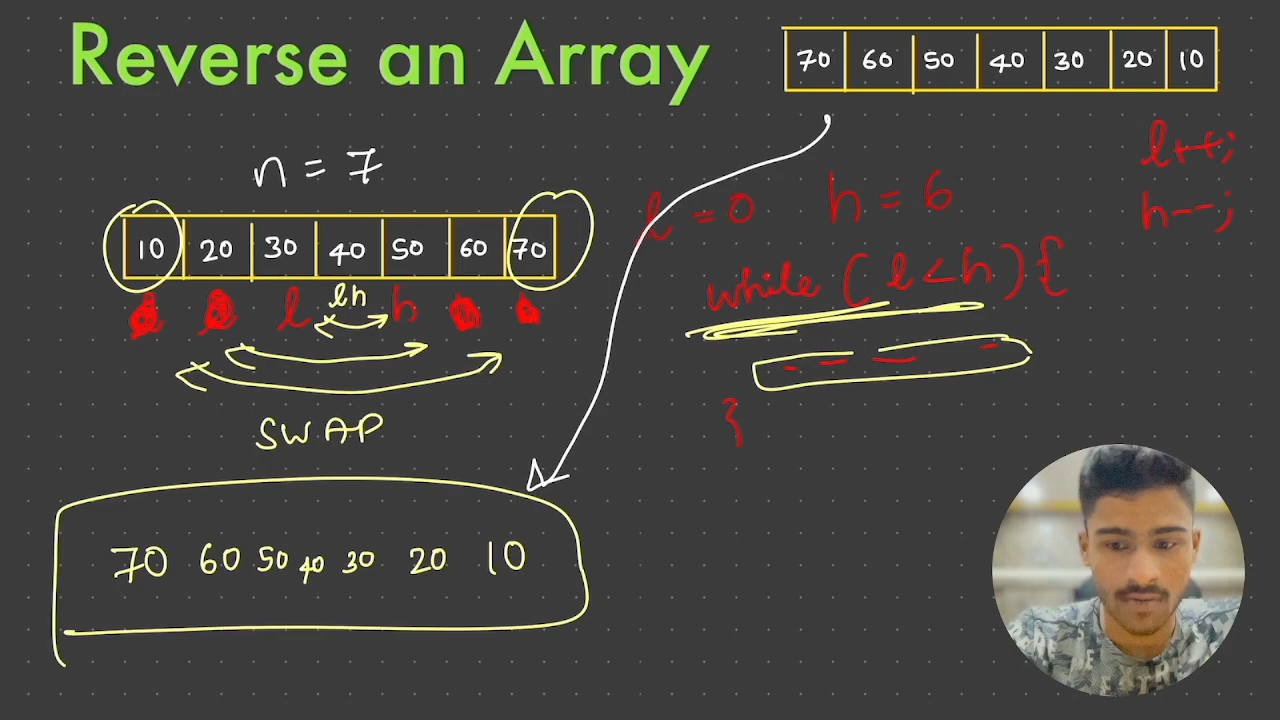 Reverse an Array
70 60 50 40 30 20 10
n = 7
l++;
h--;
l = 0 h = 6
10 20 30 40 50 60 70
while (l < h) {
l h
l h
}
SWAP
70 60 50 40 30 20 10